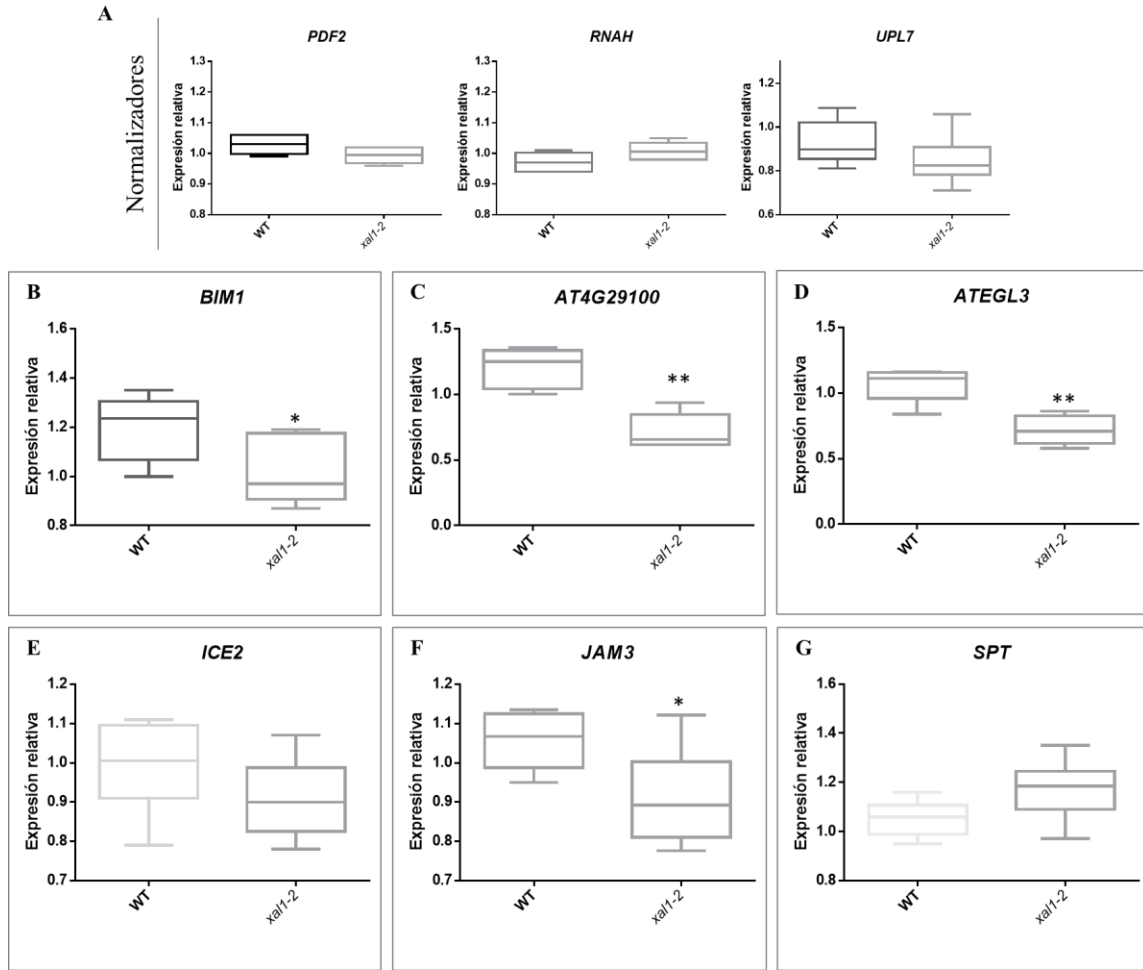 A
Normalizadores
PDF2
Expresión relativa
1.3
1.2
1.1
1.0
0.9
0.8
WT
xal1-2
RNAH
Expresión relativa
1.3
1.2
1.1
1.0
0.9
0.8
WT
xal1-2
UPL7
Expresión relativa
1.2
1.0
0.8
0.6
WT
xal1-2
B
BIM1
Expresión relativa
1.6
1.4
1.2
1.0
0.8
*
WT
xal1-2
C
AT4G29100
Expresión relativa
1.5
1.0
0.5
0.0
**
WT
xal1-2
D
ATEGL3
Expresión relativa
1.5
1.0
0.5
0.0
**
WT
xal1-2
E
ICE2
Expresión relativa
1.2
1.1
1.0
0.9
0.8
0.7
WT
xal1-2
F
JAM3
Expresión relativa
1.2
1.1
1.0
0.9
0.8
0.7
*
WT
xal1-2
G
SPT
Expresión relativa
1.6
1.4
1.2
1.0
0.8
WT
xal1-2